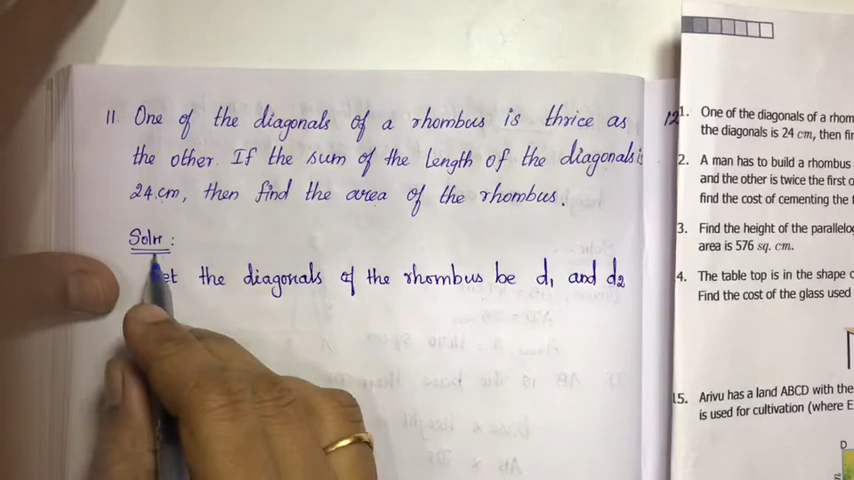 11. One of the diagonals of a rhombus is thrice as
the other. If the sum of the length of the diagonals is
24 cm, then find the area of the rhombus.
Soln :
the diagonals of the rhombus be d₁ and d₂
12
1. One of the diagonals of a rhom
the diagonals is 24 cm, then fin
2. A man has to build a rhombus
and the other is twice the first o
find the cost of cementing the
3. Find the height of the parallelo
area is 576 sq. cm.
4. The table top is in the shape o
Find the cost of the glass used
15. Arivu has a land ABCD with the
is used for cultivation (where E
D